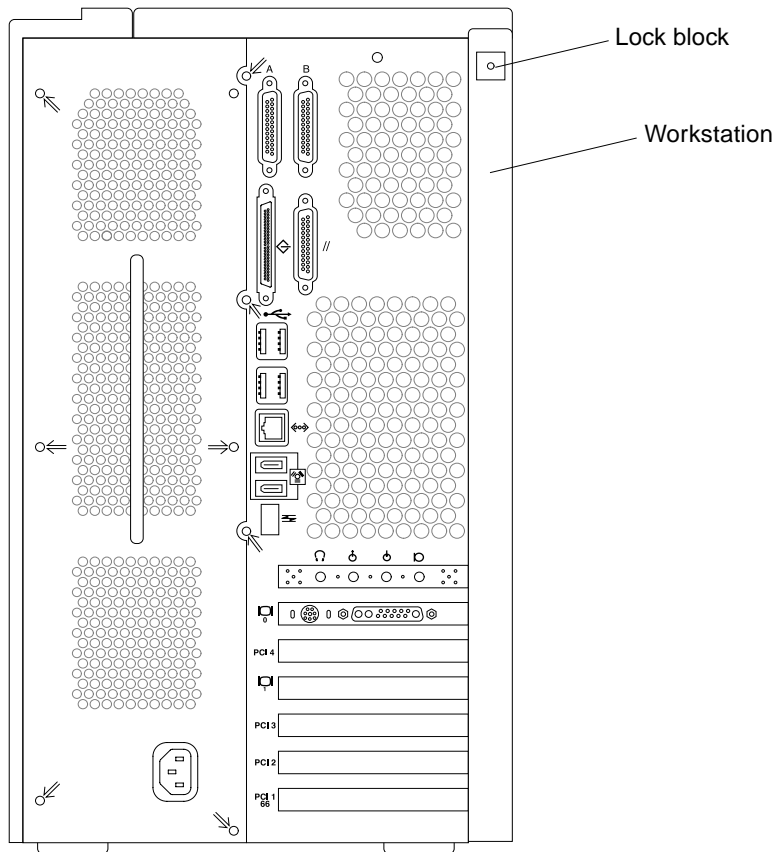 Lock block
A B
Workstation
//
0
PCI 4
1
PCI 3
PCI 2
PCI 1
66